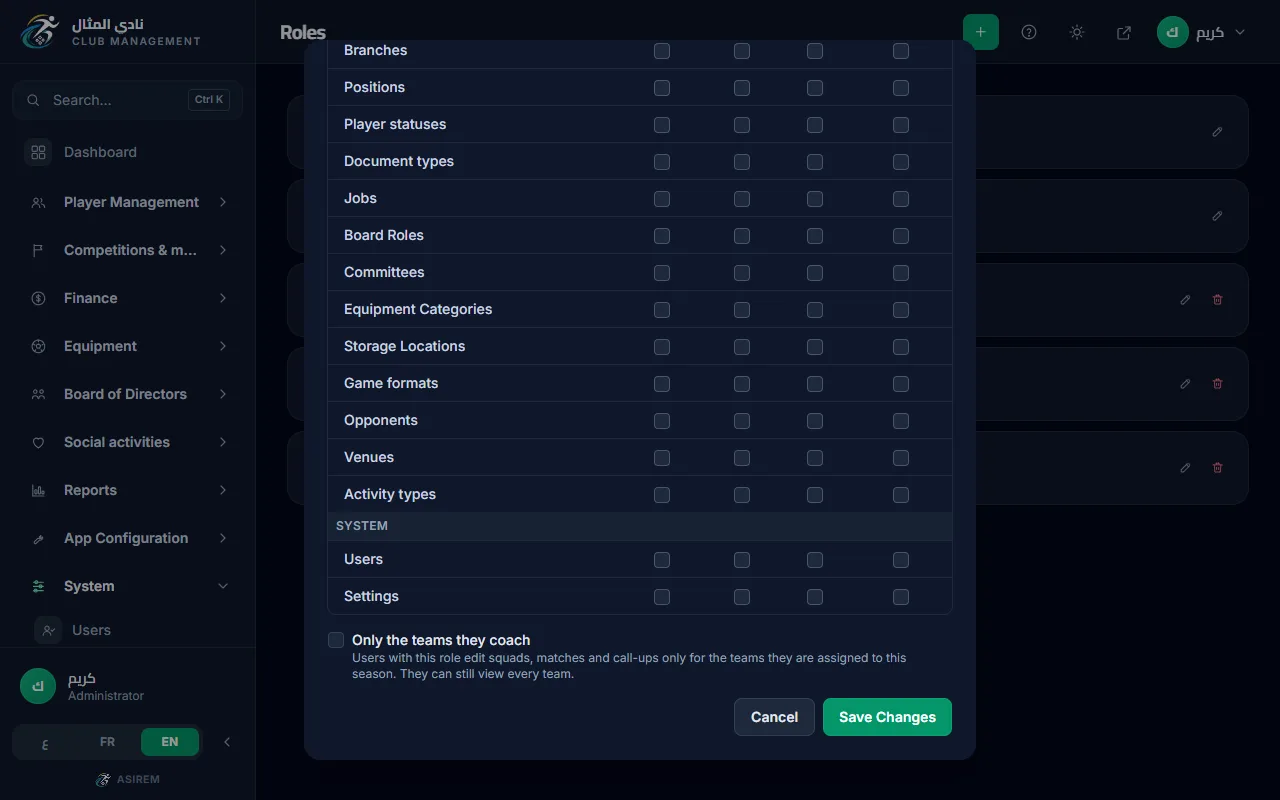 نادي المثال
CLUB MANAGEMENT
Search...
Ctrl K
Dashboard
Player Management
Competitions & m...
Finance
Equipment
Board of Directors
Social activities
Reports
App Configuration
System
Users
كريم
Administrator
ك
ع
FR
EN
ASIREM
Roles
+
ك
كريم
Branches
Positions
Player statuses
Document types
Jobs
Board Roles
Committees
Equipment Categories
Storage Locations
Game formats
Opponents
Venues
Activity types
SYSTEM
Users
Settings
Only the teams they coach
Users with this role edit squads, matches and call-ups only for the teams they are assigned to this
season. They can still view every team.
Cancel
Save Changes